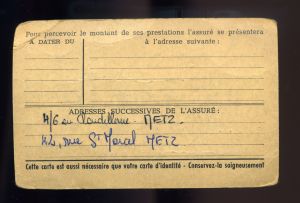 Pour percevoir le montant de ses prestations l'assuré se présentera
A DATER DU
à l'adresse suivante :
ADRESSES SUCCESSIVES DE L'ASSURÉ :
METZ.
42, rue St Marcel METZ
Cette carte est aussi nécessaire que votre carte d'identité - Conservez-la soigneusement